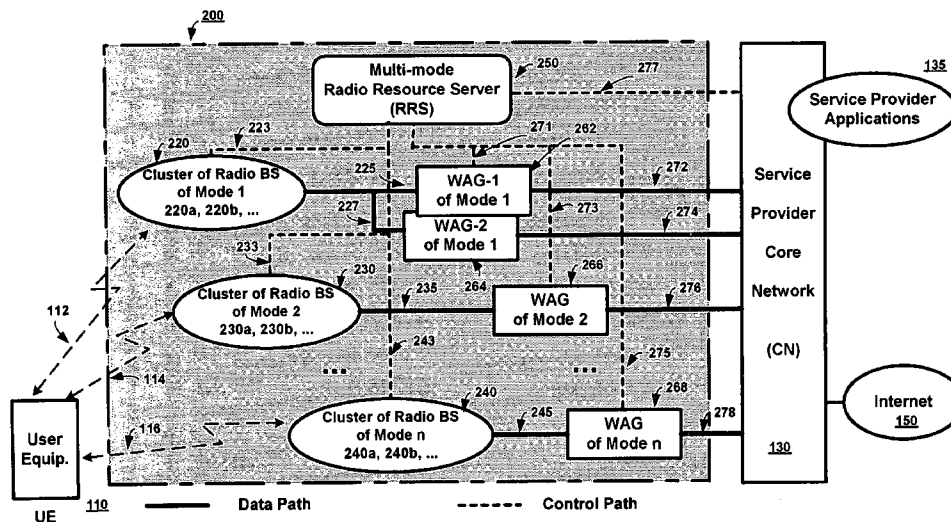 200
Multi-mode
Radio Resource Server
(RRS)
250
277
135
Service Provider
Applications
220
223
271
262
Cluster of Radio BS
of Mode 1
220a, 220b, ...
225
WAG-1
of Mode 1
272
227
WAG-2
of Mode 1
273
274
Service
Provider
Core
Network
(CN)
233
230
264
266
Cluster of Radio BS
of Mode 2
230a, 230b, ...
235
WAG
of Mode 2
276
112
243
275
...
...
114
240
268
Cluster of Radio BS
of Mode n
240a, 240b, ...
245
WAG
of Mode n
278
130
Internet
150
User
Equip.
116
UE
110
Data Path
Control Path